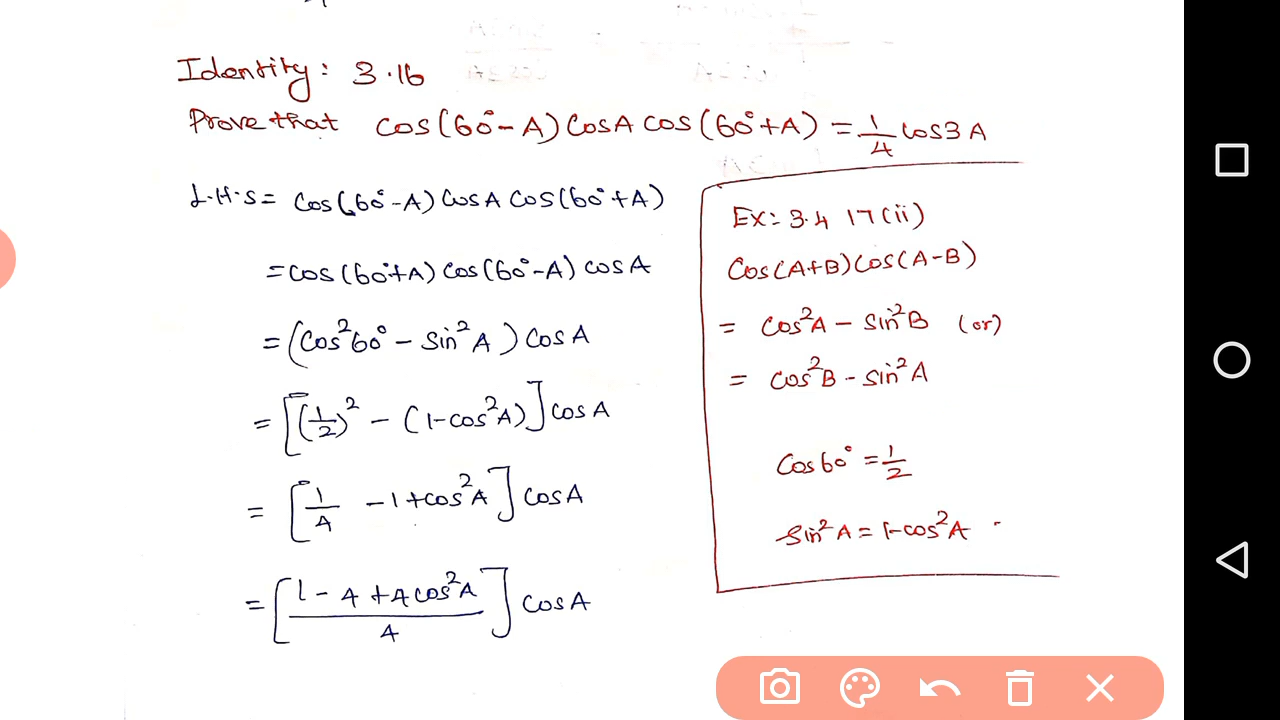 Identity: 3.16
Prove that cos(60°-A) cosA cos(60°+A) = 1/4 cos3A
L.H.S = cos(60°-A) cosA cos(60°+A)
= cos(60°+A) cos(60°-A) cosA
= (cos²60° - sin²A) cosA
= [(1/2)² - (1-cos²A)] cosA
= [1/4 - 1 + cos²A] cosA
= [(1 - 4 + 4cos²A)/4] cosA
Ex: 3.4 17(ii)
cos(A+B) cos(A-B)
= cos²A - sin²B (or)
= cos²B - sin²A
cos60° = 1/2
sin²A = 1-cos²A